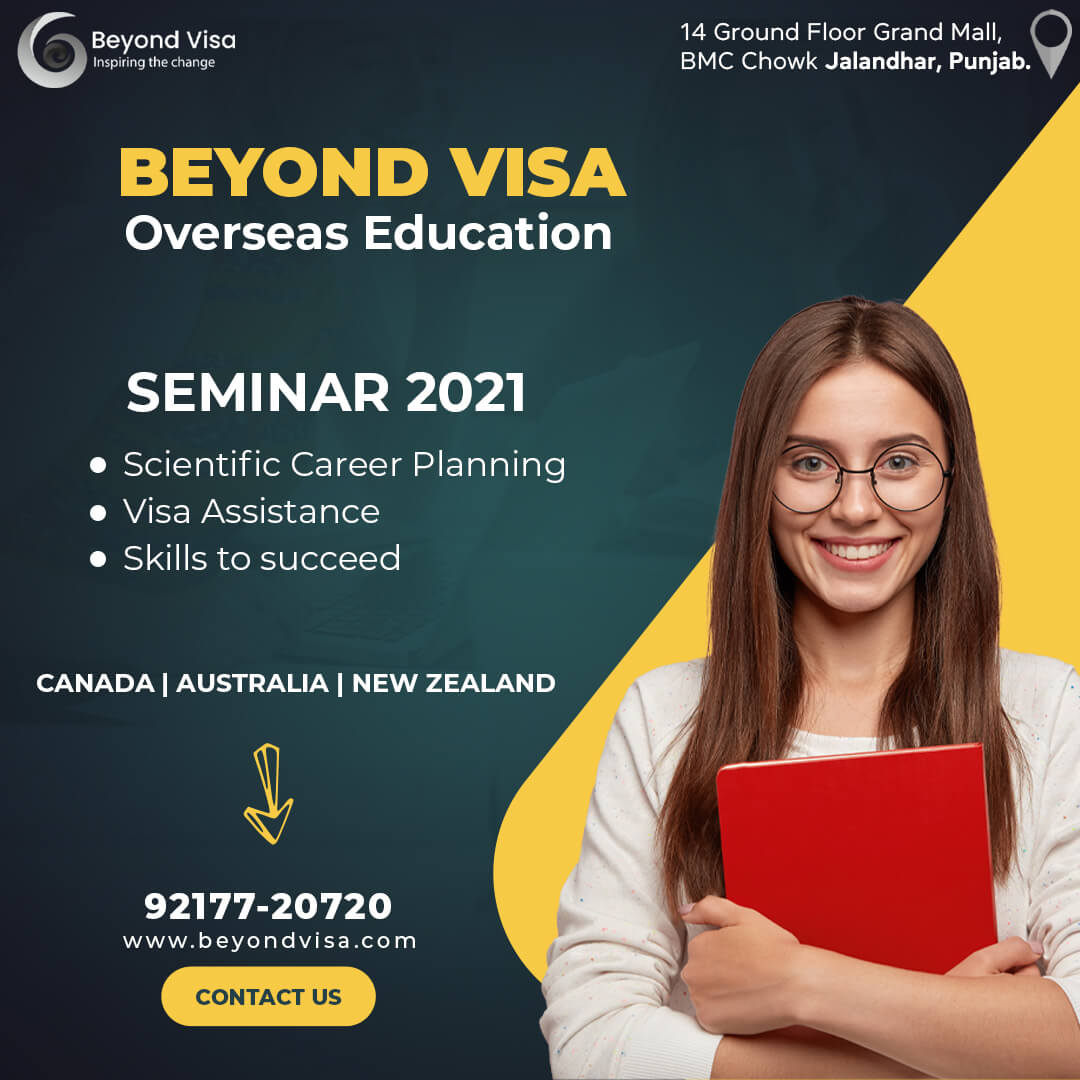 Beyond Visa
Inspiring the change
14 Ground Floor Grand Mall,
BMC Chowk Jalandhar, Punjab.
BEYOND VISA
Overseas Education
SEMINAR 2021
• Scientific Career Planning
• Visa Assistance
• Skills to succeed
CANADA | AUSTRALIA | NEW ZEALAND
92177-20720
www.beyondvisa.com
CONTACT US